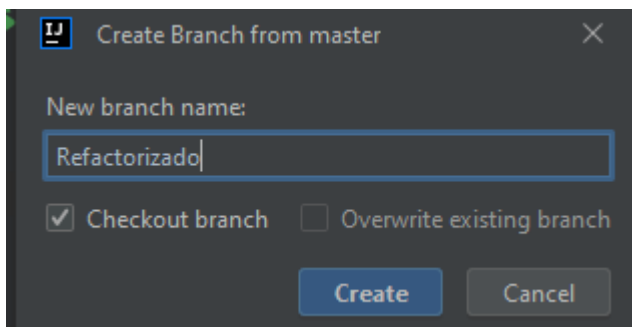 IJ Create Branch from master
New branch name:
Refactorizado
Checkout branch Overwrite existing branch
Create Cancel